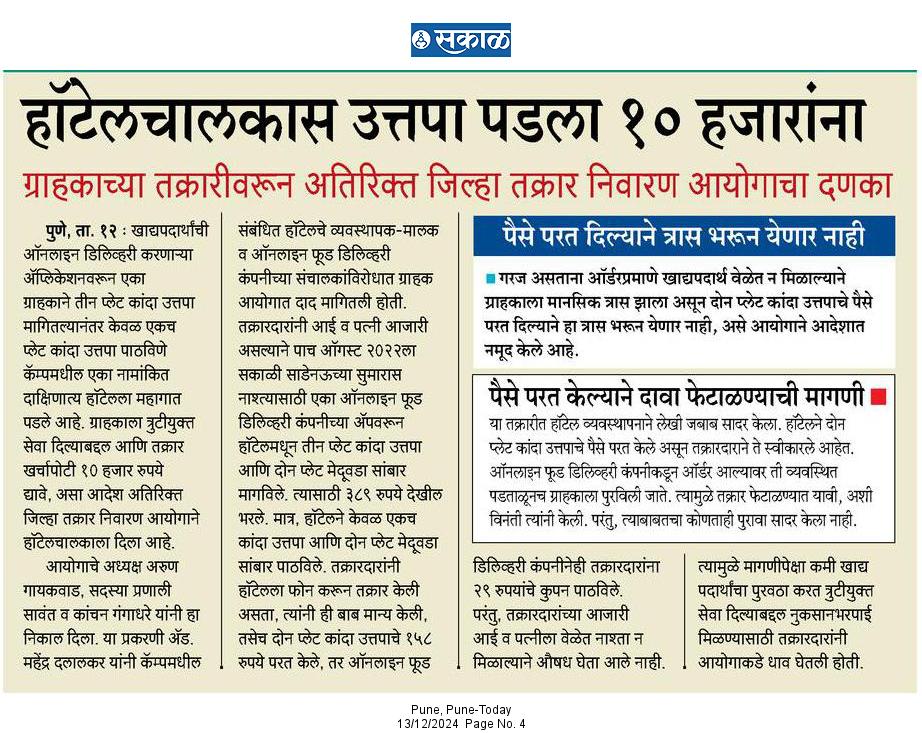 सकाळ
हॉटेलचालकास उत्तपा पडला १० हजारांना
ग्राहकाच्या तक्रारीवरून अतिरिक्त जिल्हा तक्रार निवारण आयोगाचा दणका
पुणे, ता. १२ : खाद्यपदार्थांची
ऑनलाइन डिलिव्हरी करणाऱ्या
ॲप्लिकेशनवरून एका
ग्राहकाने तीन प्लेट कांदा उत्तपा
मागितल्यानंतर केवळ एकच
प्लेट कांदा उत्तपा पाठविणे
कॅम्पमधील एका नामांकित
दाक्षिणात्य हॉटेलला महागात
पडले आहे. ग्राहकाला त्रुटीयुक्त
सेवा दिल्याबद्दल आणि तक्रार
खर्चापोटी १० हजार रुपये
द्यावे, असा आदेश अतिरिक्त
जिल्हा तक्रार निवारण आयोगाने
हॉटेलचालकाला दिला आहे.
आयोगाचे अध्यक्ष अरुण
गायकवाड, सदस्या प्रणाली
सावंत व कांचन गंगाधरे यांनी हा
निकाल दिला. या प्रकरणी ॲड.
महेंद्र दलालकर यांनी कॅम्पमधील
संबंधित हॉटेलचे व्यवस्थापक-मालक
व ऑनलाइन फूड डिलिव्हरी
कंपनीच्या संचालकांविरोधात ग्राहक
आयोगात दाद मागितली होती.
तक्रारदारांनी आई व पत्नी आजारी
असल्याने पाच ऑगस्ट २०२२ला
सकाळी साडेनऊच्या सुमारास
नाश्त्यासाठी एका ऑनलाइन फूड
डिलिव्हरी कंपनीच्या ॲपवरून
हॉटेलमधून तीन प्लेट कांदा उत्तपा
आणि दोन प्लेट मेदूवडा सांबार
मागविले. त्यासाठी ३८९ रुपये देखील
भरले. मात्र, हॉटेलने केवळ एकच
कांदा उत्तपा आणि दोन प्लेट मेदूवडा
सांबार पाठविले. तक्रारदारांनी
हॉटेलला फोन करून तक्रार केली
असता, त्यांनी ही बाब मान्य केली,
तसेच दोन प्लेट कांदा उत्तपाचे १५८
रुपये परत केले, तर ऑनलाइन फूड
पैसे परत दिल्याने त्रास भरून येणार नाही
गरज असताना ऑर्डरप्रमाणे खाद्यपदार्थ वेळेत न मिळाल्याने
ग्राहकाला मानसिक त्रास झाला असून दोन प्लेट कांदा उत्तपाचे पैसे
परत दिल्याने हा त्रास भरून येणार नाही, असे आयोगाने आदेशात
नमूद केले आहे.
पैसे परत केल्याने दावा फेटाळण्याची मागणी
या तक्रारीत हॉटेल व्यवस्थापनाने लेखी जबाब सादर केला. हॉटेलने दोन
प्लेट कांदा उत्तपाचे पैसे परत केले असून तक्रारदाराने ते स्वीकारले आहेत.
ऑनलाइन फूड डिलिव्हरी कंपनीकडून ऑर्डर आल्यावर ती व्यवस्थित
पडताळूनच ग्राहकाला पुरविली जाते. त्यामुळे तक्रार फेटाळण्यात यावी, अशी
विनंती त्यांनी केली. परंतु, त्याबाबतचा कोणताही पुरावा सादर केला नाही.
डिलिव्हरी कंपनीनेही तक्रारदारांना
२९ रुपयांचे कुपन पाठविले.
परंतु, तक्रारदारांच्या आजारी
आई व पत्नीला वेळेत नाश्ता न
मिळाल्याने औषध घेता आले नाही.
त्यामुळे मागणीपेक्षा कमी खाद्य
पदार्थांचा पुरवठा करत त्रुटीयुक्त
सेवा दिल्याबद्दल नुकसानभरपाई
मिळण्यासाठी तक्रारदारांनी
आयोगाकडे धाव घेतली होती.
Pune, Pune-Today
13/12/2024 Page No. 4